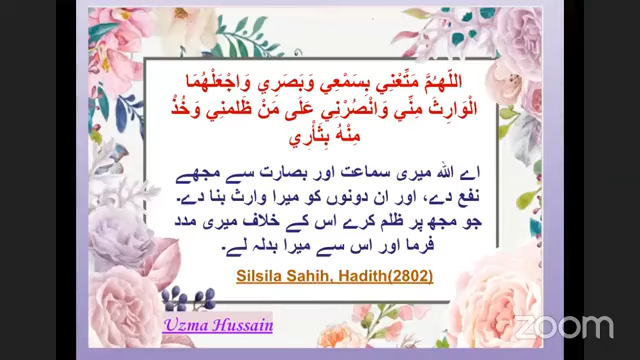 اللّهُمَّ مَتِّعْنِي بِسَمْعِي وَبَصَرِي وَاجْعَلْهُمَا
الْوَارِثَ مِنِّي وَانْصُرْنِي عَلَى مَنْ ظَلمنِي وَخُذْ
مِنْهُ بِثَأْرِي
اے اللہ میری سماعت اور بصارت سے مجھے
نفع دے، اور ان دونوں کو میرا وارث بنا دے۔
جو مجھ پر ظلم کرے اس کے خلاف میری مدد
فرما اور اس سے میرا بدلہ لے۔
Silsila Sahih, Hadith(2802)
Uzma Hussain
zoom